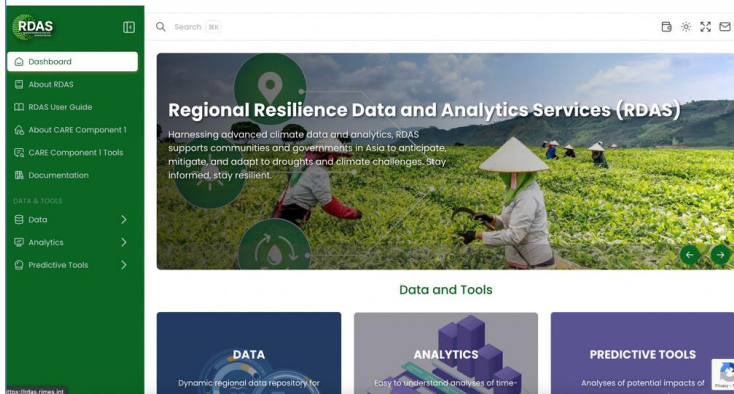 RDAS
Dashboard
About RDAS
RDAS User Guide
About CARE Component 1
CARE Component 1 Tools
Documentation
DATA & TOOLS
Data
Analytics
Predictive Tools
https://rdas.rimes.int
Search ⌘K
Regional Resilience Data and Analytics Services (RDAS)
Harnessing advanced climate data and analytics, RDAS
supports communities and governments in Asia to anticipate,
mitigate, and adapt to droughts and climate challenges. Stay
informed, stay resilient.
Data and Tools
DATA
Dynamic regional data repository for
ANALYTICS
Easy to understand analyses of time-
PREDICTIVE TOOLS
Analyses of potential impacts of
Privacy